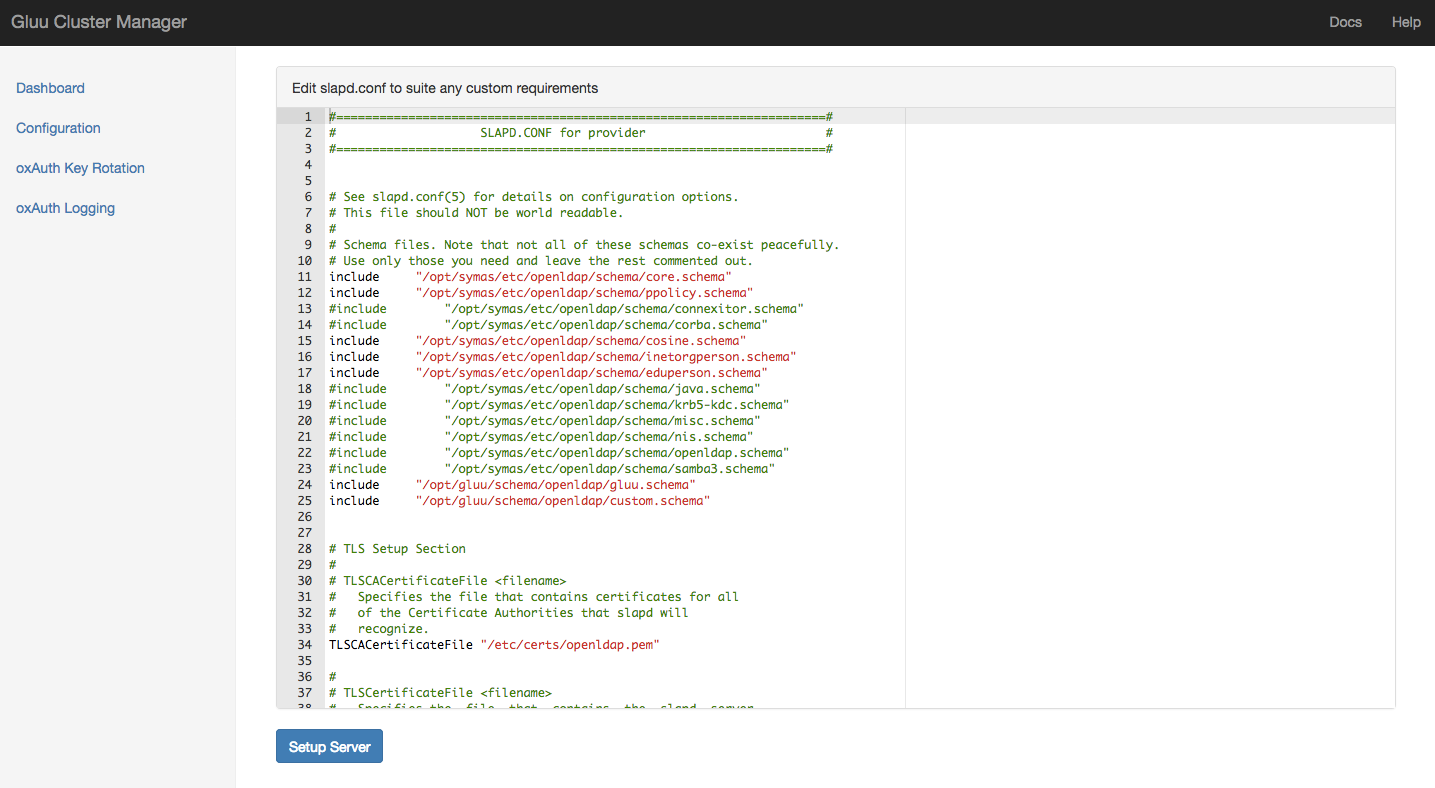 Gluu Cluster Manager
Docs
Help
Dashboard
Configuration
oxAuth Key Rotation
oxAuth Logging
Edit slapd.conf to suite any custom requirements
1 #====================================================================#
2 # SLAPD.CONF for provider #
3 #====================================================================#
4
5
6 # See slapd.conf(5) for details on configuration options.
7 # This file should NOT be world readable.
8 #
9 # Schema files. Note that not all of these schemas co-exist peacefully.
10 # Use only those you need and leave the rest commented out.
11 include "/opt/symas/etc/openldap/schema/core.schema"
12 include "/opt/symas/etc/openldap/schema/ppolicy.schema"
13 #include "/opt/symas/etc/openldap/schema/connexitor.schema"
14 #include "/opt/symas/etc/openldap/schema/corba.schema"
15 include "/opt/symas/etc/openldap/schema/cosine.schema"
16 include "/opt/symas/etc/openldap/schema/inetorgperson.schema"
17 include "/opt/symas/etc/openldap/schema/eduperson.schema"
18 #include "/opt/symas/etc/openldap/schema/java.schema"
19 #include "/opt/symas/etc/openldap/schema/krb5-kdc.schema"
20 #include "/opt/symas/etc/openldap/schema/misc.schema"
21 #include "/opt/symas/etc/openldap/schema/nis.schema"
22 #include "/opt/symas/etc/openldap/schema/openldap.schema"
23 #include "/opt/symas/etc/openldap/schema/samba3.schema"
24 include "/opt/gluu/schema/openldap/gluu.schema"
25 include "/opt/gluu/schema/openldap/custom.schema"
26
27
28 # TLS Setup Section
29 #
30 # TLSCACertificateFile <filename>
31 # Specifies the file that contains certificates for all
32 # of the Certificate Authorities that slapd will
33 # recognize.
34 TLSCACertificateFile "/etc/certs/openldap.pem"
35
36 #
37 # TLSCertificateFile <filename>
38 # Specifies the file that contains the slapd server
Setup Server